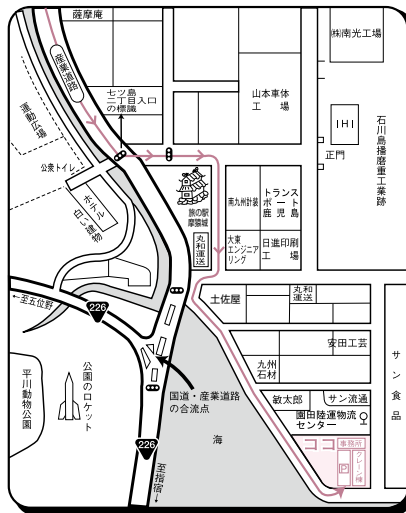 薩摩庵
㈱南光工場
産業道路
七ツ島
二丁目入口
の標識
山本車体
工　場
運動広場
公衆トイレ
IHI
正門
石川島播磨重工業跡
ホテル
白い建物
旅の駅
摩猿城
丸和運送
南九州計装
トランス
ポート
鹿児島
大東
エンジニア
リング
日進印刷
工　場
←至五位野
226
土佐屋
丸和
運送
安田工芸
九州
石材
サン食品
平川動物公園
公園のロケット
国道・産業道路
の合流点
敏太郎
サン流通
園田陸運物流
センター
海
ココ
事務所
P
クレーン棟
226
至指宿→